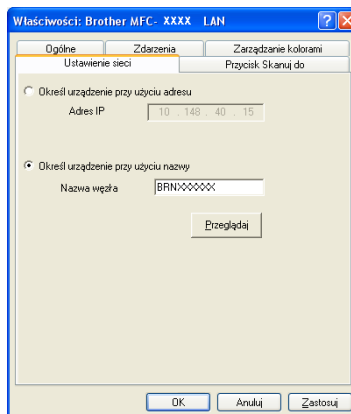 Właściwości: Brother MFC- XXXX LAN
Ogólne Zdarzenia Zarządzanie kolorami
Ustawienie sieci Przycisk Skanuj do
Określ urządzenie przy użyciu adresu
Adres IP 10 . 148 . 40 . 15
Określ urządzenie przy użyciu nazwy
Nazwa węzła BRNXXXXXX
Przeglądaj
OK Anuluj Zastosuj